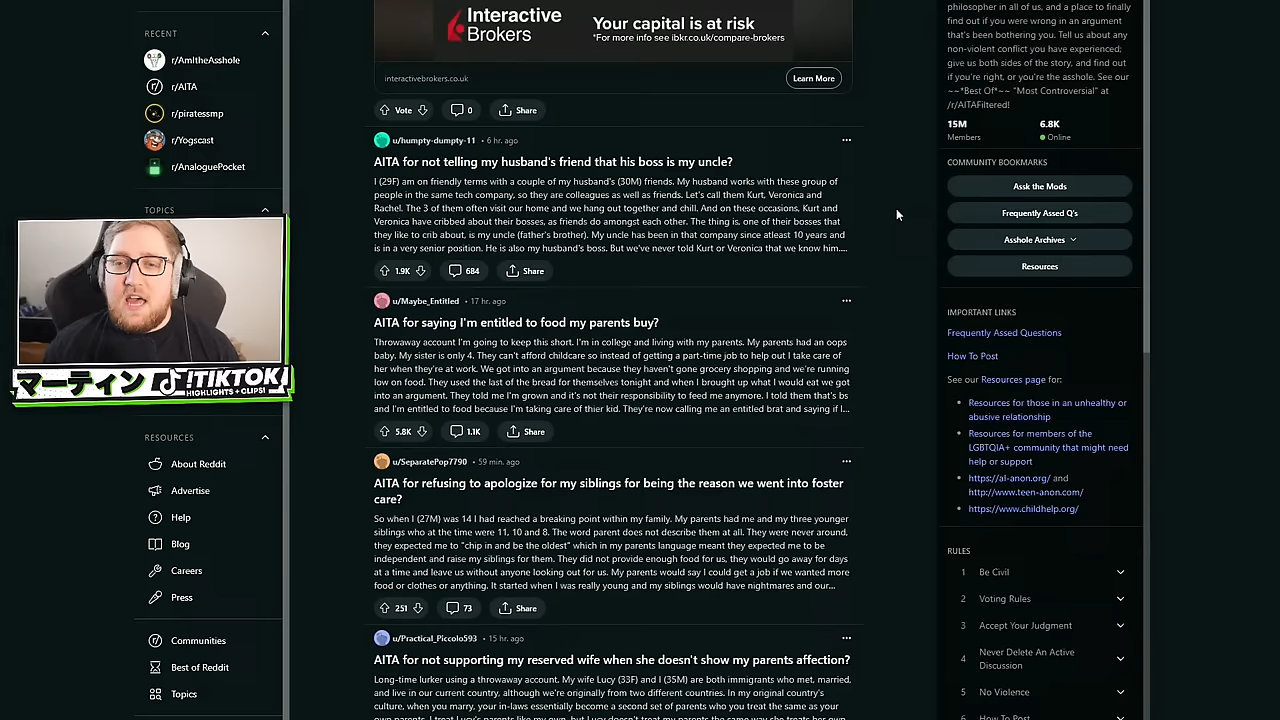 RECENT
r/AmItheAsshole
r/AITA
r/piratessmp
r/Yogscast
r/AnaloguePocket
TOPICS
マーティン !TIKTOK
HIGHLIGHTS + CLIPS!
RESOURCES
About Reddit
Advertise
Help
Blog
Careers
Press
Communities
Best of Reddit
Topics
Interactive Brokers
Your capital is at risk
*For more info see ibkr.co.uk/compare-brokers
interactivebrokers.co.uk
Learn More
Vote 0 Share
u/humpty-dumpty-11 • 6 hr. ago
AITA for not telling my husband's friend that his boss is my uncle?
I (29F) am on friendly terms with a couple of my husband's (30M) friends. My husband works with these group of
people in the same tech company, so they are colleagues as well as friends. Let's call them Kurt, Veronica and
Rachel. The 3 of them often visit our home and we hang out together and chill. And on these occasions, Kurt and
Veronica have cribbed about their bosses, as friends do amongst each other. The thing is, one of their bosses that
they like to crib about, is my uncle (father's brother). My uncle has been in that company since atleast 10 years and
is in a very senior position. He is also my husband's boss. But we've never told Kurt or Veronica that we know him....
1.9K 684 Share
u/Maybe_Entitled • 17 hr. ago
AITA for saying I'm entitled to food my parents buy?
Throwaway account I'm going to keep this short. I'm in college and living with my parents. My parents had an oops
baby. My sister is only 4. They can't afford childcare so instead of getting a part-time job to help out I take care of
her when they're at work. We got into an argument because they haven't gone grocery shopping and we're running
low on food. They used the last of the bread for themselves tonight and when I brought up what I would eat we got
into an argument. They told me I'm grown and it's not their responsibility to feed me anymore. I told them that's bs
and I'm entitled to food because I'm taking care of thier kid. They're now calling me an entitled brat and saying if I...
5.8K 1.1K Share
u/SeparatePop7790 • 59 min. ago
AITA for refusing to apologize for my siblings for being the reason we went into foster
care?
So when I (27M) was 14 I had reached a breaking point within my family. My parents had me and my three younger
siblings who at the time were 11, 10 and 8. The word parent does not describe them at all. They were never around,
they expected me to "chip in and be the oldest" which in my parents language meant they expected me to be
independent and raise my siblings for them. They did not provide enough food for us, they would go away for days
at a time and leave us without anyone looking out for us. My parents would say I could get a job if we wanted more
food or clothes or anything. It started when I was really young and my siblings would have nightmares and our...
251 73 Share
u/Practical_Piccolo593 • 15 hr. ago
AITA for not supporting my reserved wife when she doesn't show my parents affection?
Long-time lurker using a throwaway account. My wife Lucy (33F) and I (35M) are both immigrants who met, married,
and live in our current country, although we're originally from two different countries. In my original country's
culture, when you marry, your in-laws essentially become a second set of parents who you treat the same as your
philosopher in all of us, and a place to finally
find out if you were wrong in an argument
that's been bothering you. Tell us about any
non-violent conflict you have experienced;
give us both sides of the story, and find out
if you're right, or you're the asshole. See our
~~*Best Of*~~ "Most Controversial" at
/r/AITAFiltered!
15M 6.8K
Members Online
COMMUNITY BOOKMARKS
Assk the Mods
Frequently Assed Q's
Asshole Archives
Resources
IMPORTANT LINKS
Frequently Assed Questions
How To Post
See our Resources page for:
Resources for those in an unhealthy or
abusive relationship
Resources for members of the
LGBTQIA+ community that might need
help or support
https://al-anon.org/ and
http://www.teen-anon.com/
https://www.childhelp.org/
RULES
1 Be Civil
2 Voting Rules
3 Accept Your Judgment
4 Never Delete An Active
Discussion
5 No Violence
6 How To Post